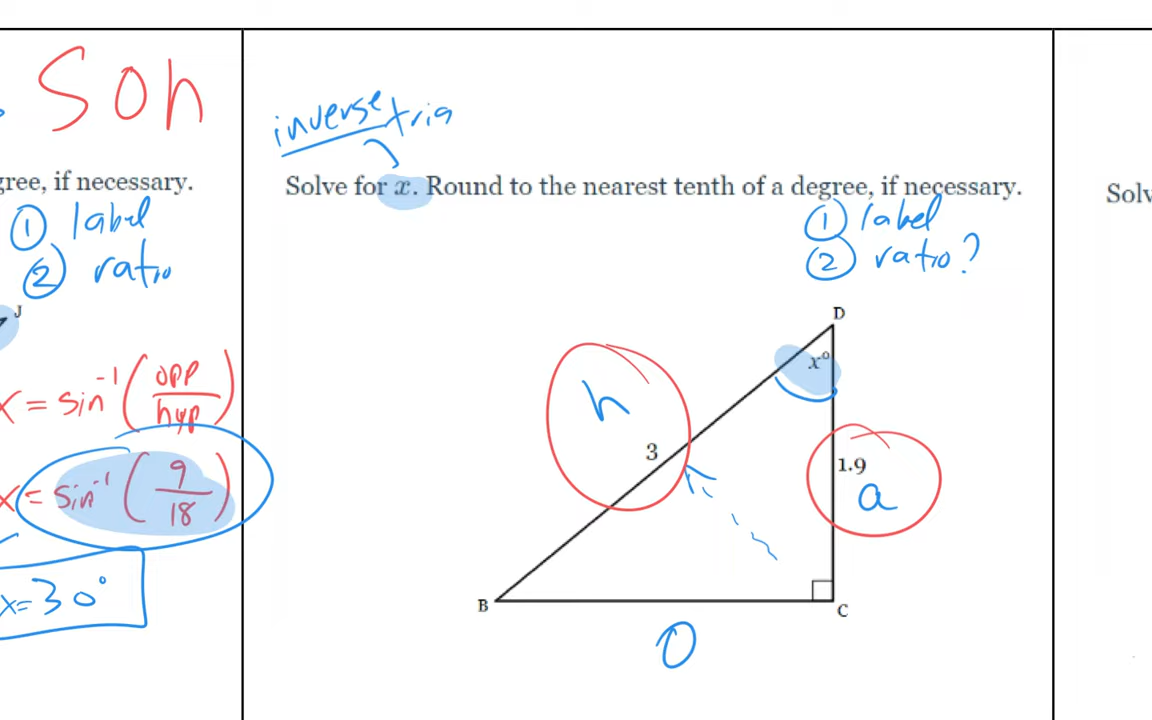 Soh
gree, if necessary.
① label
② ratio
J
x = sin⁻¹ (opp/hyp)
x = sin⁻¹ (9/18)
x = 30°
inverse trig
Solve for x. Round to the nearest tenth of a degree, if necessary.
① label
② ratio?
D
x°
h
3
1.9
a
B
C
O
Solv